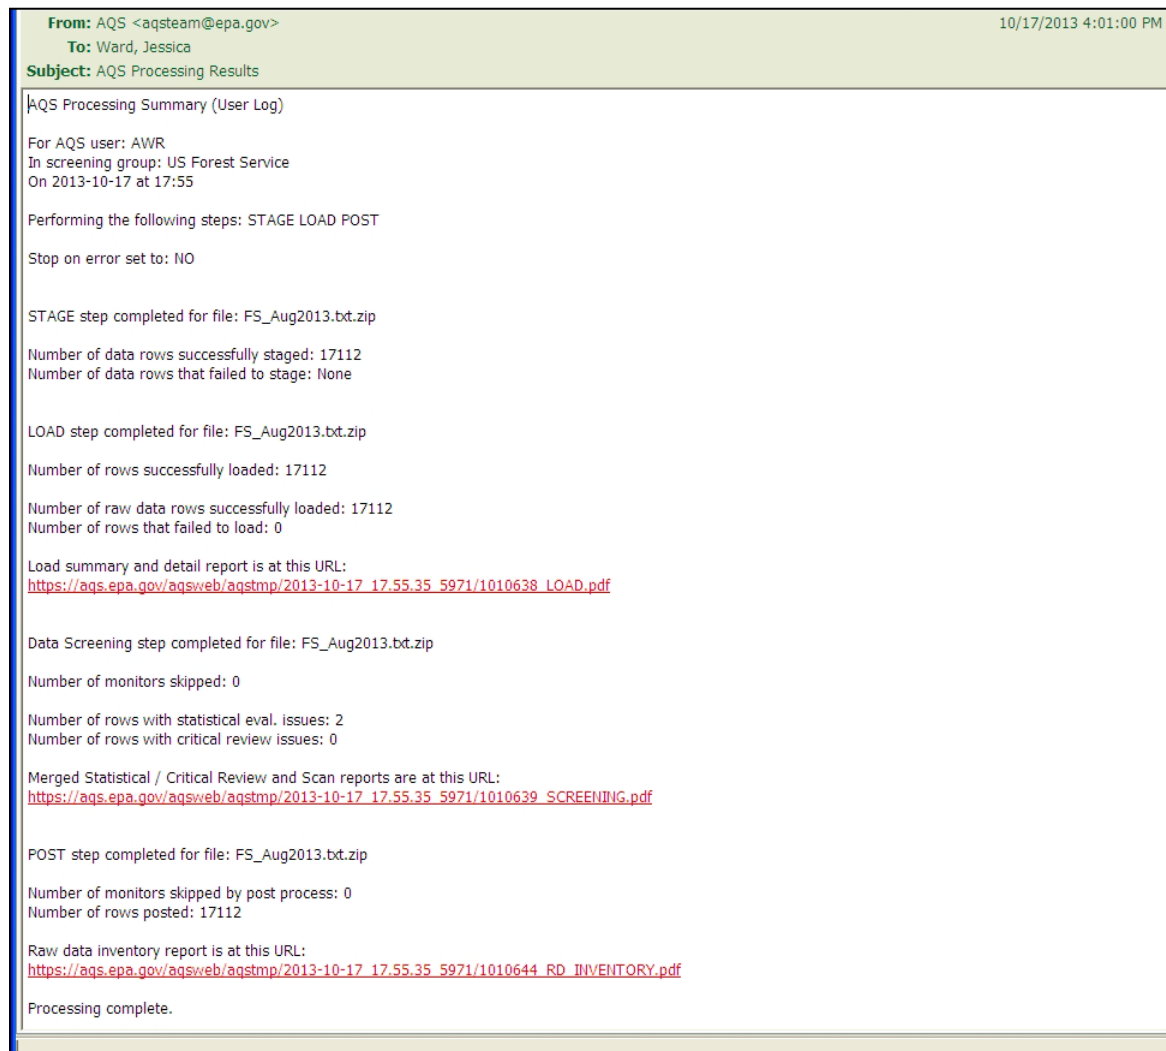 From: AQS <aqsteam@epa.gov> 10/17/2013 4:01:00 PM
To: Ward, Jessica
Subject: AQS Processing Results
AQS Processing Summary (User Log)
For AQS user: AWR
In screening group: US Forest Service
On 2013-10-17 at 17:55
Performing the following steps: STAGE LOAD POST
Stop on error set to: NO
STAGE step completed for file: FS_Aug2013.txt.zip
Number of data rows successfully staged: 17112
Number of data rows that failed to stage: None
LOAD step completed for file: FS_Aug2013.txt.zip
Number of rows successfully loaded: 17112
Number of raw data rows successfully loaded: 17112
Number of rows that failed to load: 0
Load summary and detail report is at this URL:
https://aqs.epa.gov/aqsweb/aqstmp/2013-10-17_17.55.35_5971/1010638_LOAD.pdf
Data Screening step completed for file: FS_Aug2013.txt.zip
Number of monitors skipped: 0
Number of rows with statistical eval. issues: 2
Number of rows with critical review issues: 0
Merged Statistical / Critical Review and Scan reports are at this URL:
https://aqs.epa.gov/aqsweb/aqstmp/2013-10-17_17.55.35_5971/1010639_SCREENING.pdf
POST step completed for file: FS_Aug2013.txt.zip
Number of monitors skipped by post process: 0
Number of rows posted: 17112
Raw data inventory report is at this URL:
https://aqs.epa.gov/aqsweb/aqstmp/2013-10-17_17.55.35_5971/1010644_RD_INVENTORY.pdf
Processing complete.